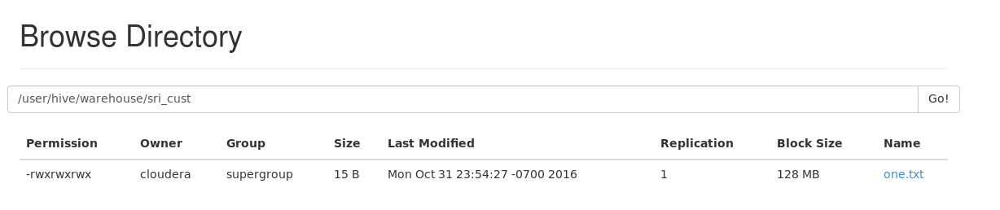 Browse Directory
/user/hive/warehouse/sri_cust Go!
Permission Owner Group Size Last Modified Replication Block Size Name
-rwxrwxrwx cloudera supergroup 15 B Mon Oct 31 23:54:27 -0700 2016 1 128 MB one.txt